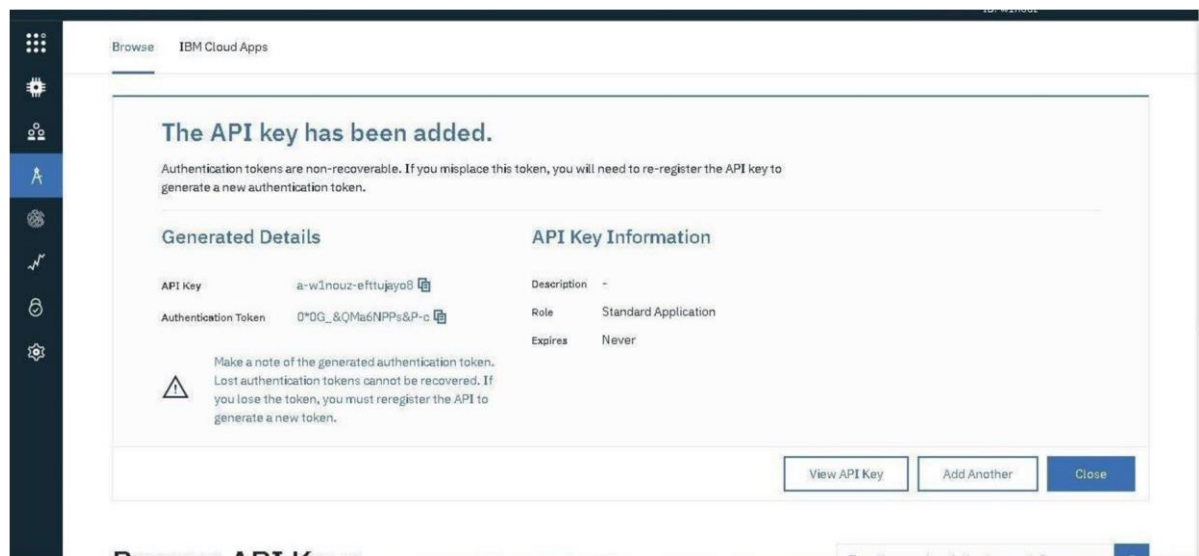 Browse IBM Cloud Apps
The API key has been added.
Authentication tokens are non-recoverable. If you misplace this token, you will need to re-register the API key to
generate a new authentication token.
Generated Details
API Key a-w1nouz-efttujayo8
Authentication Token 0*0G_&QMa6NPPs&P-c
Make a note of the generated authentication token.
Lost authentication tokens cannot be recovered. If
you lose the token, you must reregister the API to
generate a new token.
API Key Information
Description -
Role Standard Application
Expires Never
View API Key Add Another Close